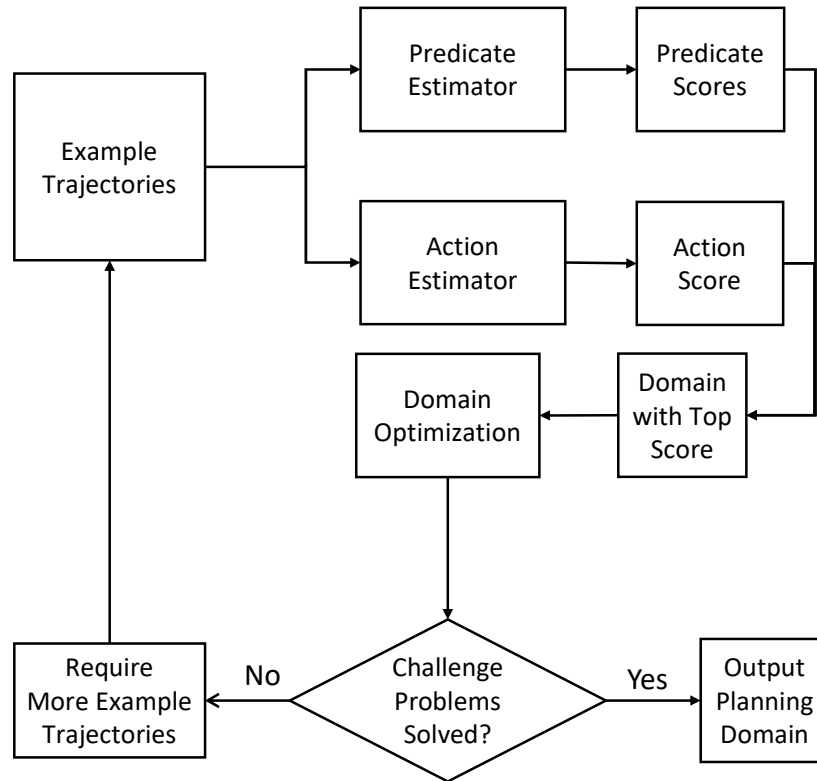 Predicate
Estimator
Predicate
Scores
Example
Trajectories
Action
Estimator
Action
Score
Domain
Optimization
Domain
with Top
Score
No
Challenge
Problems
Solved?
Yes
Require
More Example
Trajectories
Output
Planning
Domain